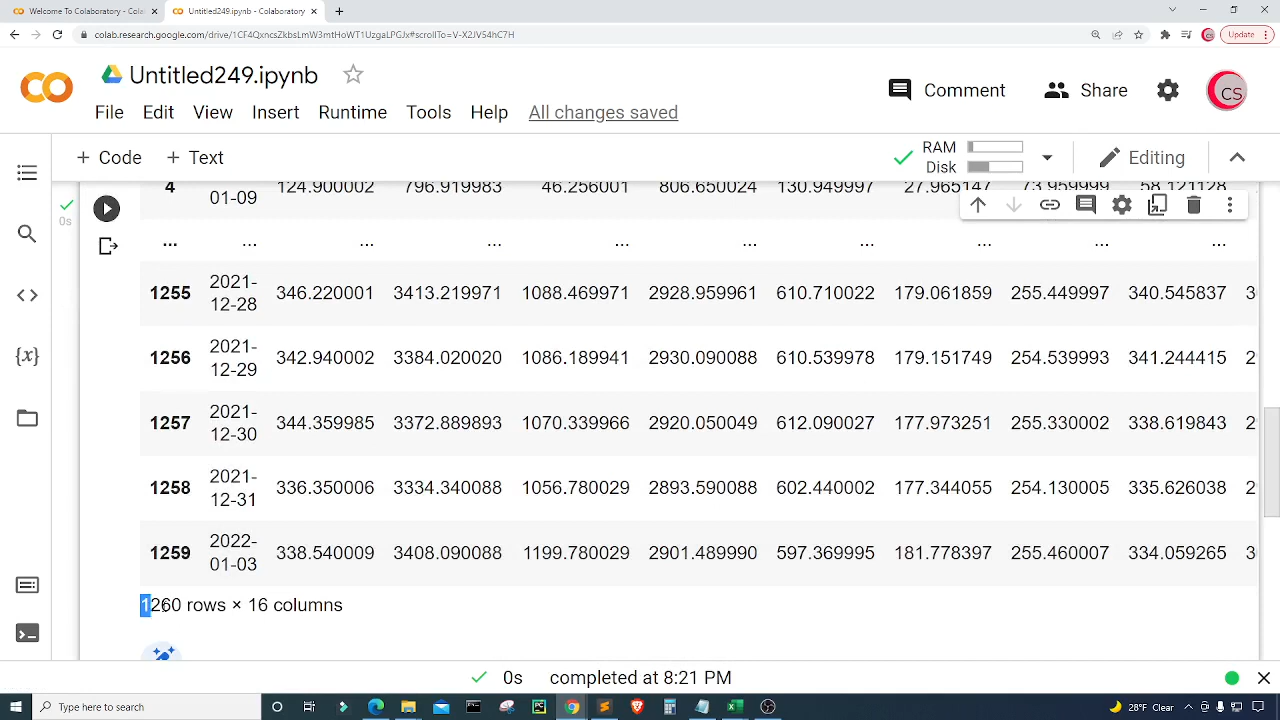 Welcome To Colaboratory - Colal
Untitled249.ipynb - Colaboratory
colab.research.google.com/drive/1CF4QxncsZkbsLmW3mtHoWT1UzgaLPGJx#scrollTo=V-X2JV54hC7H
Update
Untitled249.ipynb
File Edit View Insert Runtime Tools Help All changes saved
Comment Share CS
+ Code + Text
RAM
Disk
Editing
0s
4 01-09 124.900002 796.919983 46.256001 806.650024 130.949997 27.965147 73.959999 58.121128
... ... ... ... ... ... ... ... ... ...
1255 2021-12-28 346.220001 3413.219971 1088.469971 2928.959961 610.710022 179.061859 255.449997 340.545837 3
1256 2021-12-29 342.940002 3384.020020 1086.189941 2930.090088 610.539978 179.151749 254.539993 341.244415 2
1257 2021-12-30 344.359985 3372.889893 1070.339966 2920.050049 612.090027 177.973251 255.330002 338.619843 2
1258 2021-12-31 336.350006 3334.340088 1056.780029 2893.590088 602.440002 177.344055 254.130005 335.626038 2
1259 2022-01-03 338.540009 3408.090088 1199.780029 2901.489990 597.369995 181.778397 255.460007 334.059265 3
1260 rows × 16 columns
0s completed at 8:21 PM
Type here to search
28°F Clear